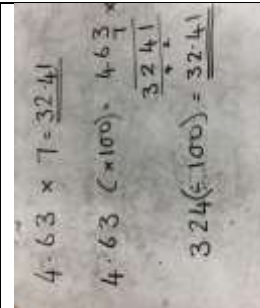 4.63 × 7 = 32.41
4.63 (×100) = 463 ×
7
3241
4 2
324(÷100) = 32.41